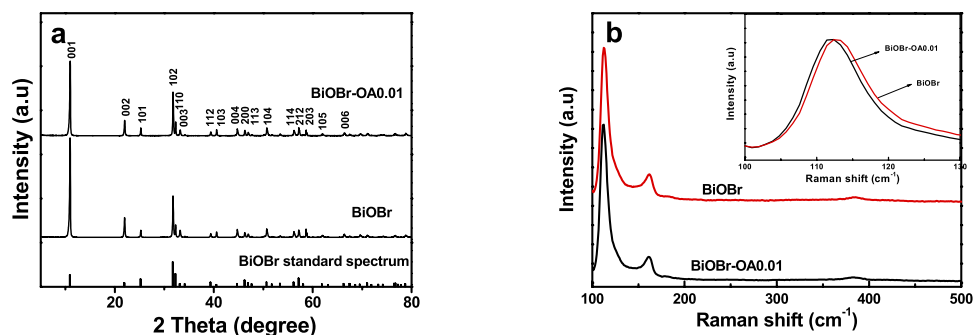 a
001
002
101
102
110
003
112
103
004
200
113
104
114
212
203
105
006
BiOBr-OA0.01
BiOBr
BiOBr standard spectrum
20
40
60
80
2 Theta (degree)
Intensity (a.u)
b
Intensity (a.u)
BiOBr
BiOBr-OA0.01
100
200
300
400
500
Raman shift (cm-1)
Intensity (a.u)
BiOBr-OA0.01
BiOBr
100
110
120
130
Raman shift (cm-1)